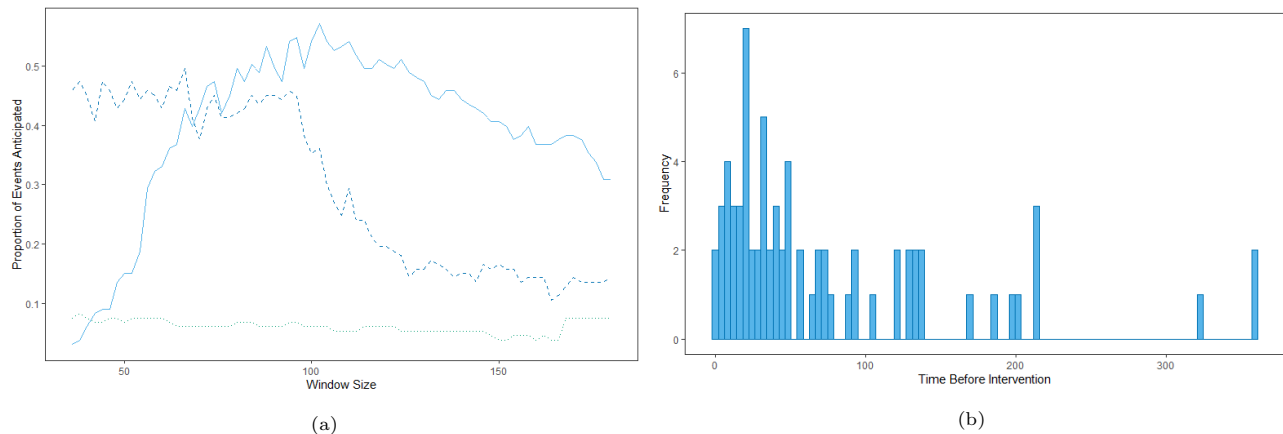 Proportion of Events Anticipated
0.5
0.4
0.3
0.2
0.1
50
100
150
Window Size
(a)
Frequency
6
4
2
0
0
100
200
300
Time Before Intervention
(b)